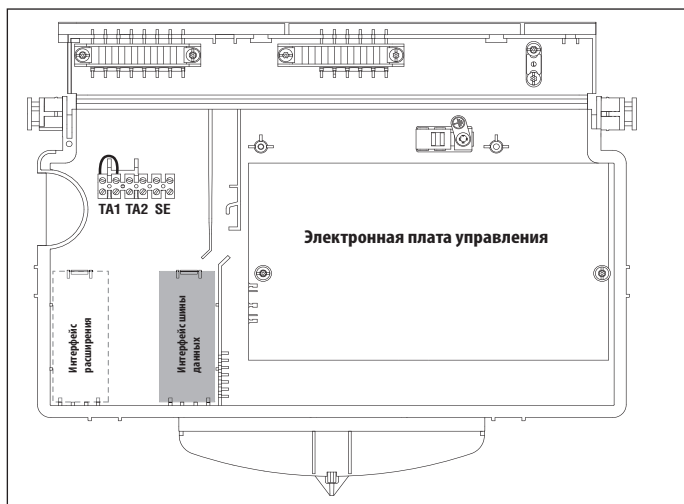 TA1 TA2 SE
Электронная плата управления
Интерфейс
расширения
Интерфейс шины
данных